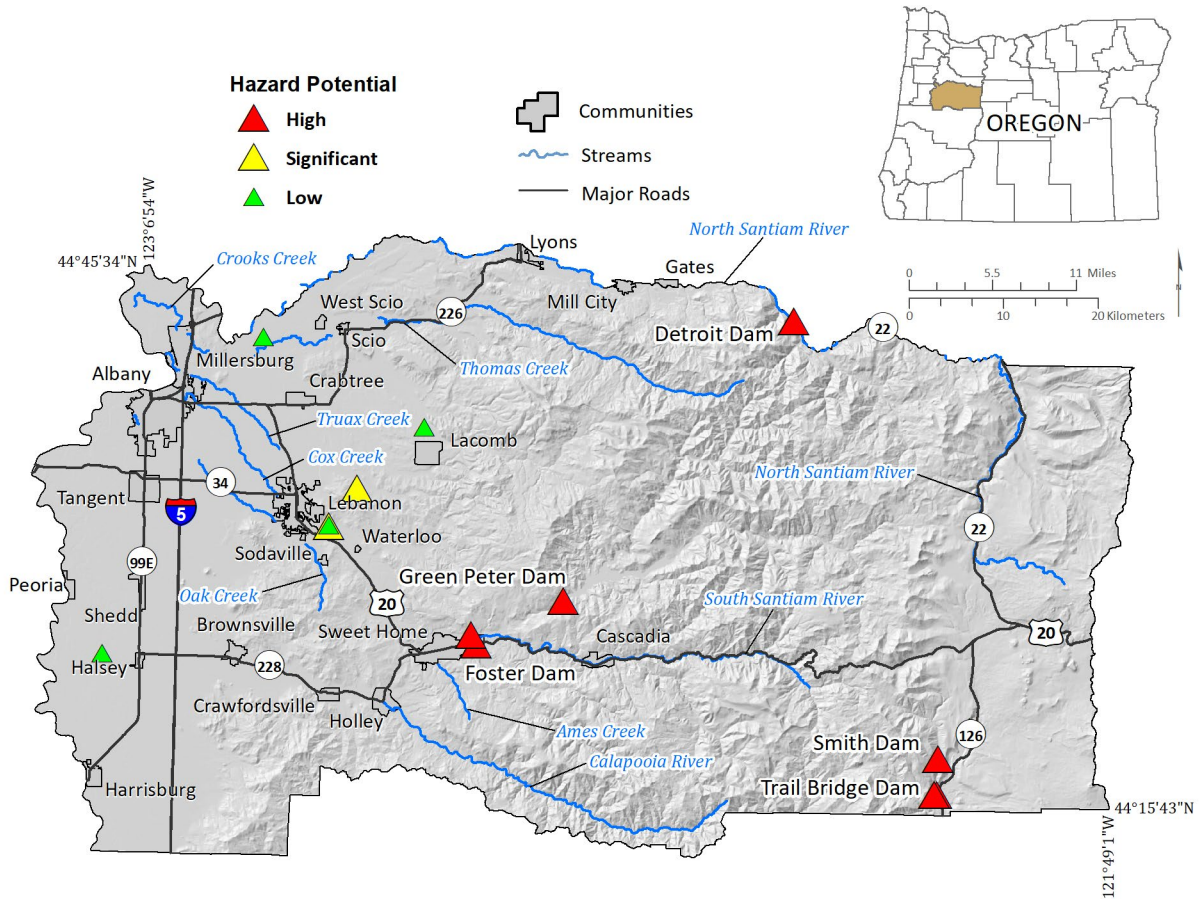 Hazard Potential
High
Significant
Low
Communities
Streams
Major Roads
OREGON
0 5.5 11 Miles
0 10 20 Kilometers
44°45'34"N
123°6'54"W
Crooks Creek
North Santiam River
Lyons
Gates
Mill City
West Scio
226
Scio
Detroit Dam
22
Millersburg
Thomas Creek
Albany
Crabtree
Truax Creek
Lacomb
Cox Creek
North Santiam River
34
Tangent
Lebanon
5
22
Waterloo
Sodaville
99E
Green Peter Dam
Peoria
Oak Creek
20
South Santiam River
Shedd
Brownsville
Sweet Home
Cascadia
20
Halsey
228
Foster Dam
Crawfordsville
Holley
Ames Creek
126
Smith Dam
Calapooia River
Trail Bridge Dam
Harrisburg
44°15'43"N
121°49'1"W